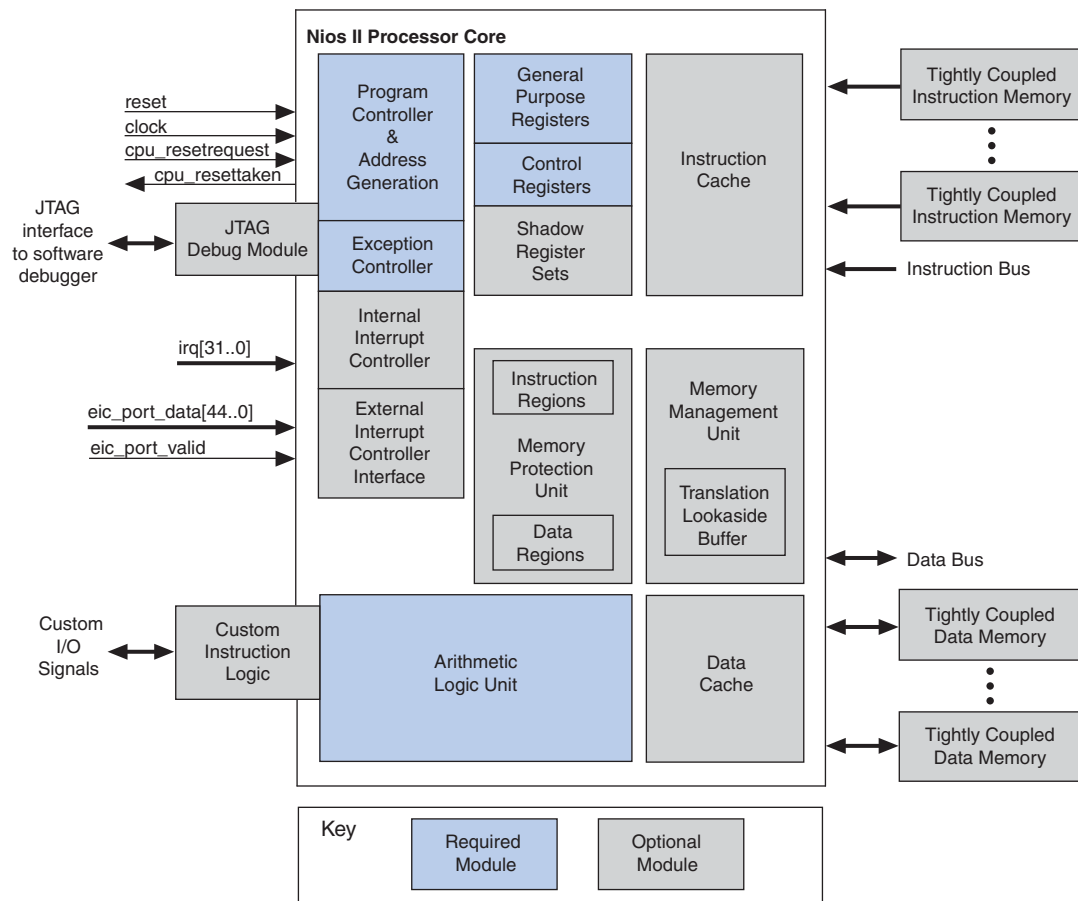 Nios II Processor Core
reset
clock
cpu_resetrequest
cpu_resettaken
JTAG
interface
to software
debugger
JTAG
Debug Module
irq[31..0]
eic_port_data[44..0]
eic_port_valid
Custom
I/O
Signals
Custom
Instruction
Logic
Program
Controller
&
Address
Generation
Exception
Controller
Internal
Interrupt
Controller
External
Interrupt
Controller
Interface
General
Purpose
Registers
Control
Registers
Shadow
Register
Sets
Instruction
Cache
Instruction
Regions
Memory
Protection
Unit
Data
Regions
Memory
Management
Unit
Translation
Lookaside
Buffer
Arithmetic
Logic Unit
Data
Cache
Tightly Coupled
Instruction Memory
Tightly Coupled
Instruction Memory
Instruction Bus
Data Bus
Tightly Coupled
Data Memory
Tightly Coupled
Data Memory
Key
Required
Module
Optional
Module